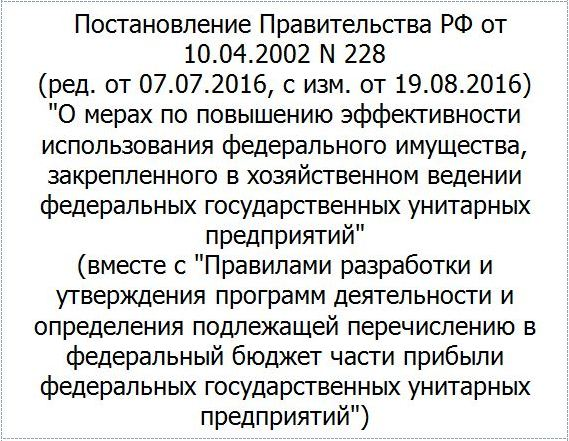 Постановление Правительства РФ от
10.04.2002 N 228
(ред. от 07.07.2016, с изм. от 19.08.2016)
"О мерах по повышению эффективности
использования федерального имущества,
закрепленного в хозяйственном ведении
федеральных государственных унитарных
предприятий"
(вместе с "Правилами разработки и
утверждения программ деятельности и
определения подлежащей перечислению в
федеральный бюджет части прибыли
федеральных государственных унитарных
предприятий")